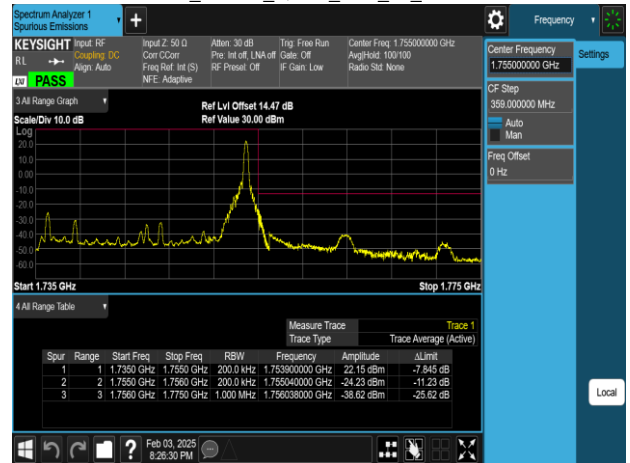 Spectrum Analyzer 1
Spurious Emissions
+
Frequency
KEYSIGHT
RL
LXI
PASS
Input: RF
Coupling: DC
Align: Auto
Input Z: 50 Ω
Corr CCorr
Freq Ref: Int (S)
NFE: Adaptive
Atten: 30 dB
Pre: Int off, LNA off
RF Presel: Off
Trig: Free Run
Gate: Off
IF Gain: Low
Center Freq: 1.755000000 GHz
Avg|Hold: 100/100
Radio Std: None
Center Frequency
1.755000000 GHz
Settings
CF Step
359.000000 MHz
Auto
Man
Freq Offset
0 Hz
3 All Range Graph
Scale/Div 10.0 dB
Ref Lvl Offset 14.47 dB
Ref Value 30.00 dBm
Log
20.0
10.0
0.00
-10.0
-20.0
-30.0
-40.0
-50.0
-60.0
Start 1.735 GHz
Stop 1.775 GHz
4 All Range Table
Measure Trace Trace 1
Trace Type Trace Average (Active)
Spur Range Start Freq Stop Freq RBW Frequency Amplitude ΔLimit
1 1 1.7350 GHz 1.7550 GHz 200.0 kHz 1.753900000 GHz 22.15 dBm -7.845 dB
2 2 1.7550 GHz 1.7560 GHz 200.0 kHz 1.755040000 GHz -24.23 dBm -11.23 dB
3 3 1.7560 GHz 1.7750 GHz 1.000 MHz 1.756038000 GHz -38.62 dBm -25.62 dB
Local
?
Feb 03, 2025
8:26:30 PM